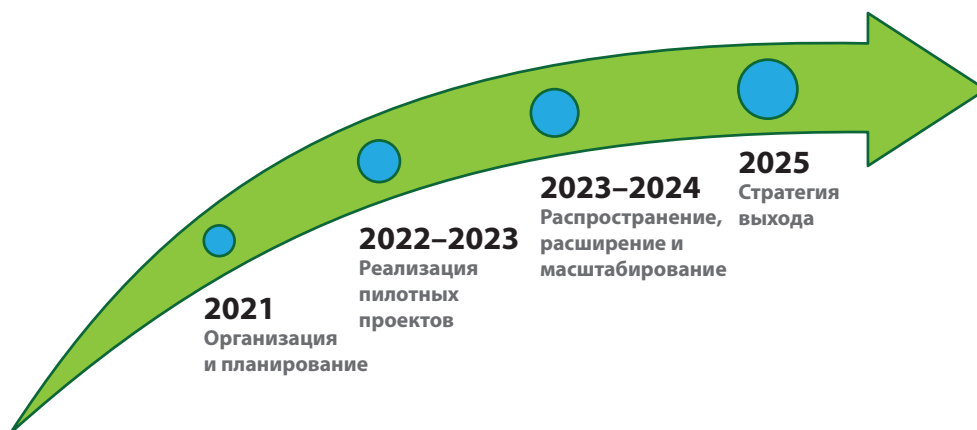 2021
Организация
и планирование
2022–2023
Реализация
пилотных
проектов
2023–2024
Распространение,
расширение и
масштабирование
2025
Стратегия
выхода